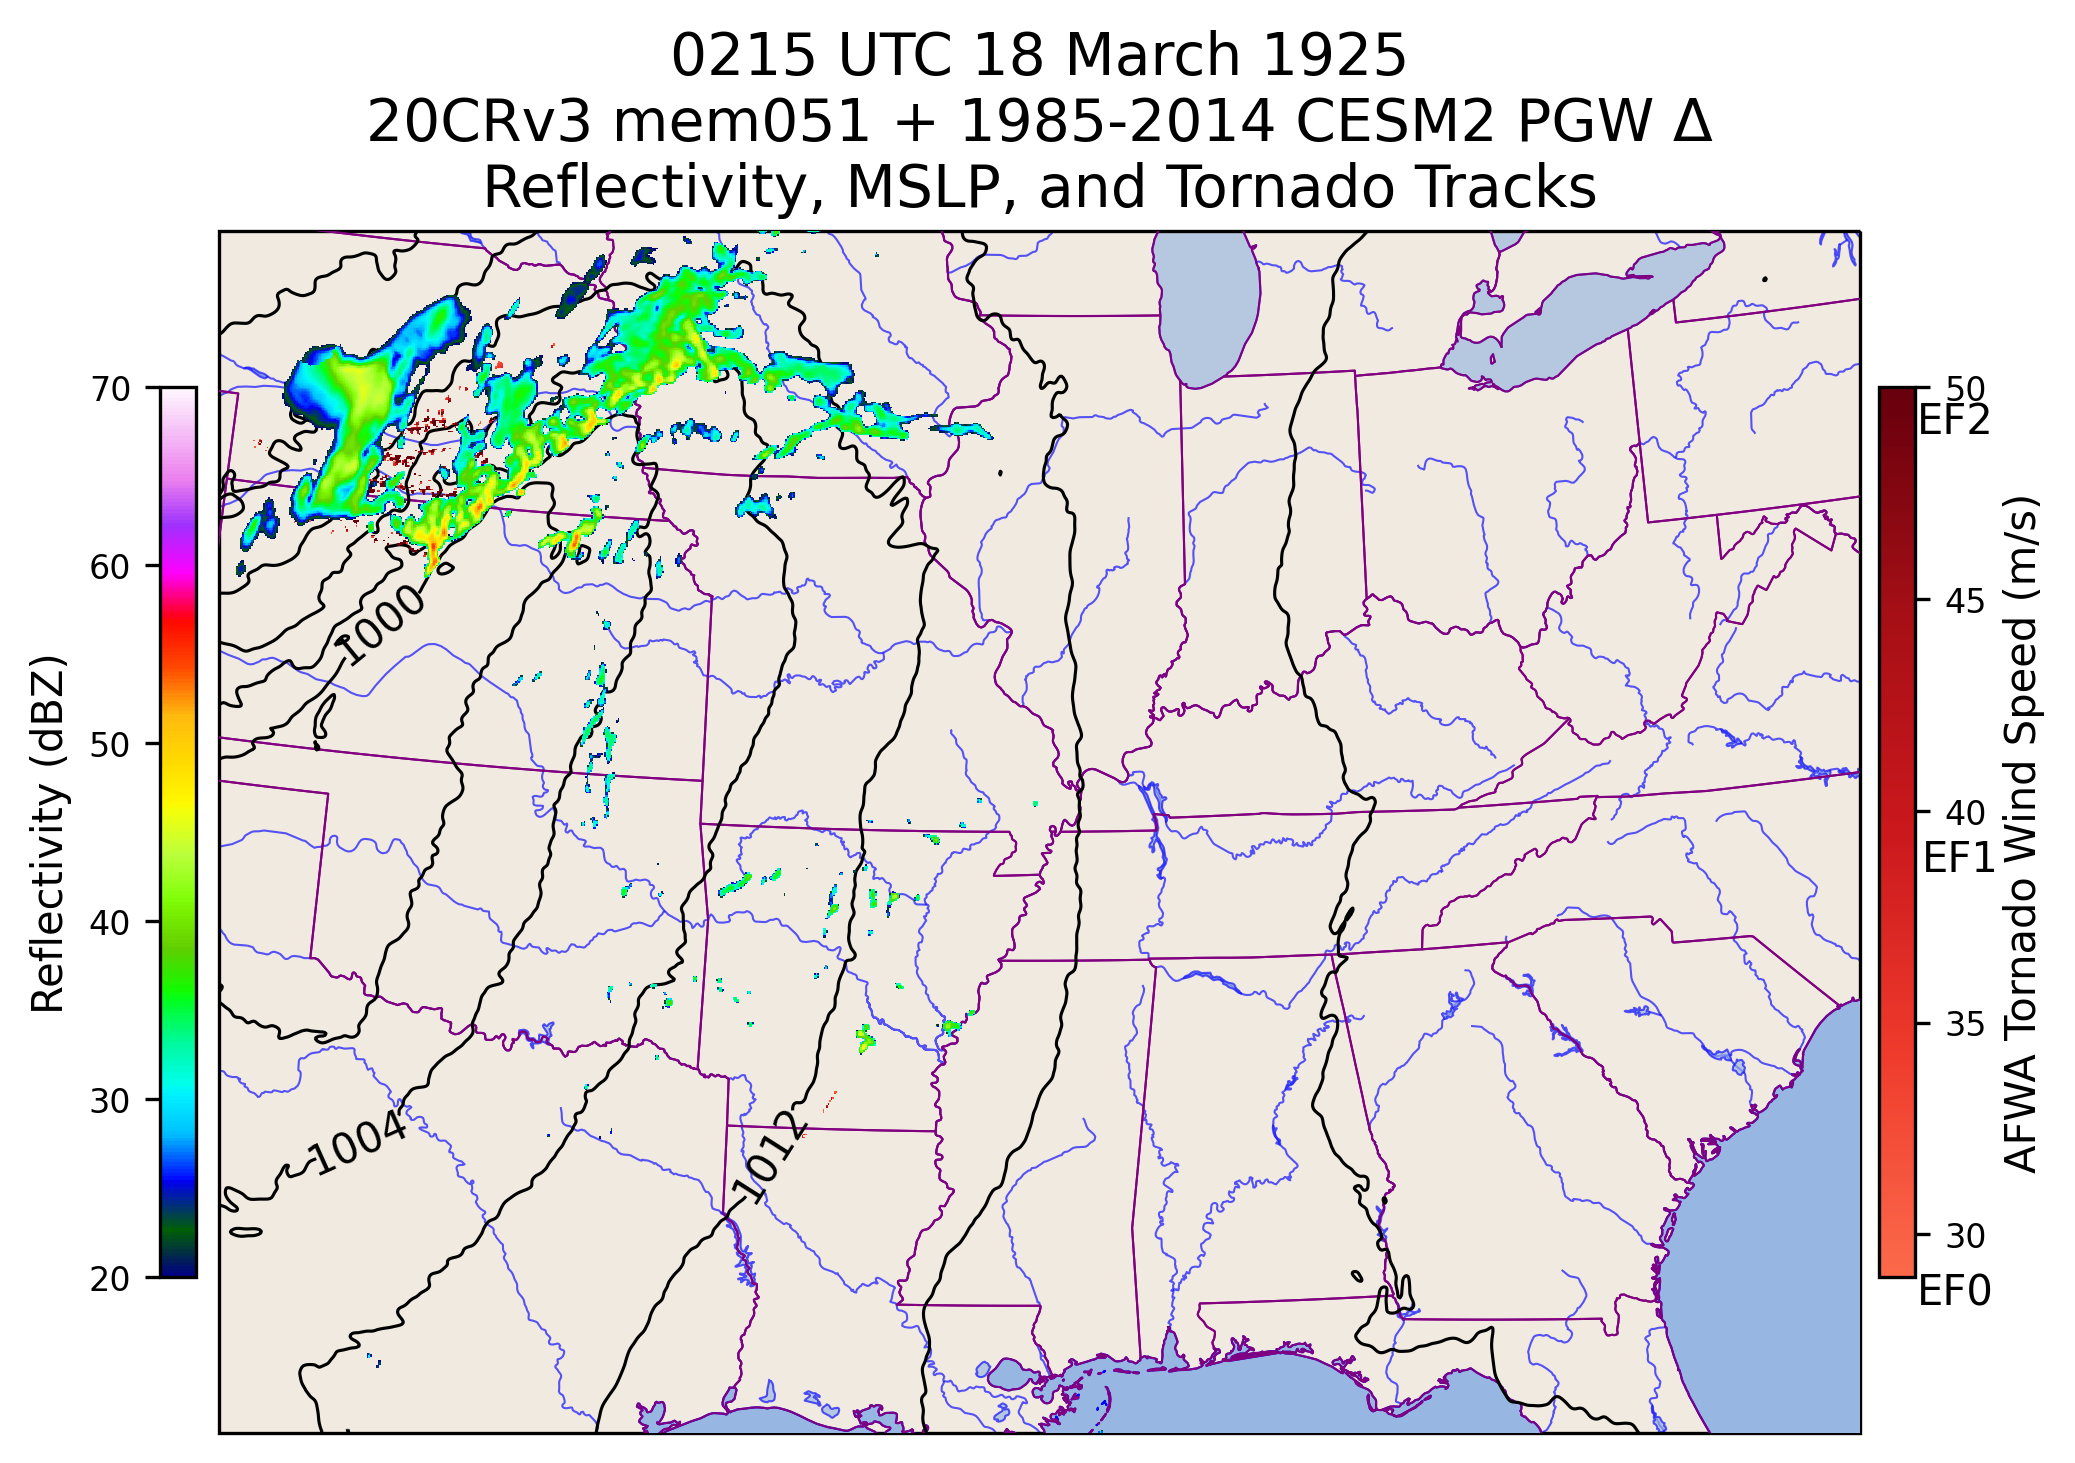 0215 UTC 18 March 1925
20CRv3 mem051 + 1985-2014 CESM2 PGW Δ
Reflectivity, MSLP, and Tornado Tracks
70
60
50
40
30
20
Reflectivity (dBZ)
1000
1004
1012
50
EF2
45
40
EF1
35
30
EF0
AFWA Tornado Wind Speed (m/s)